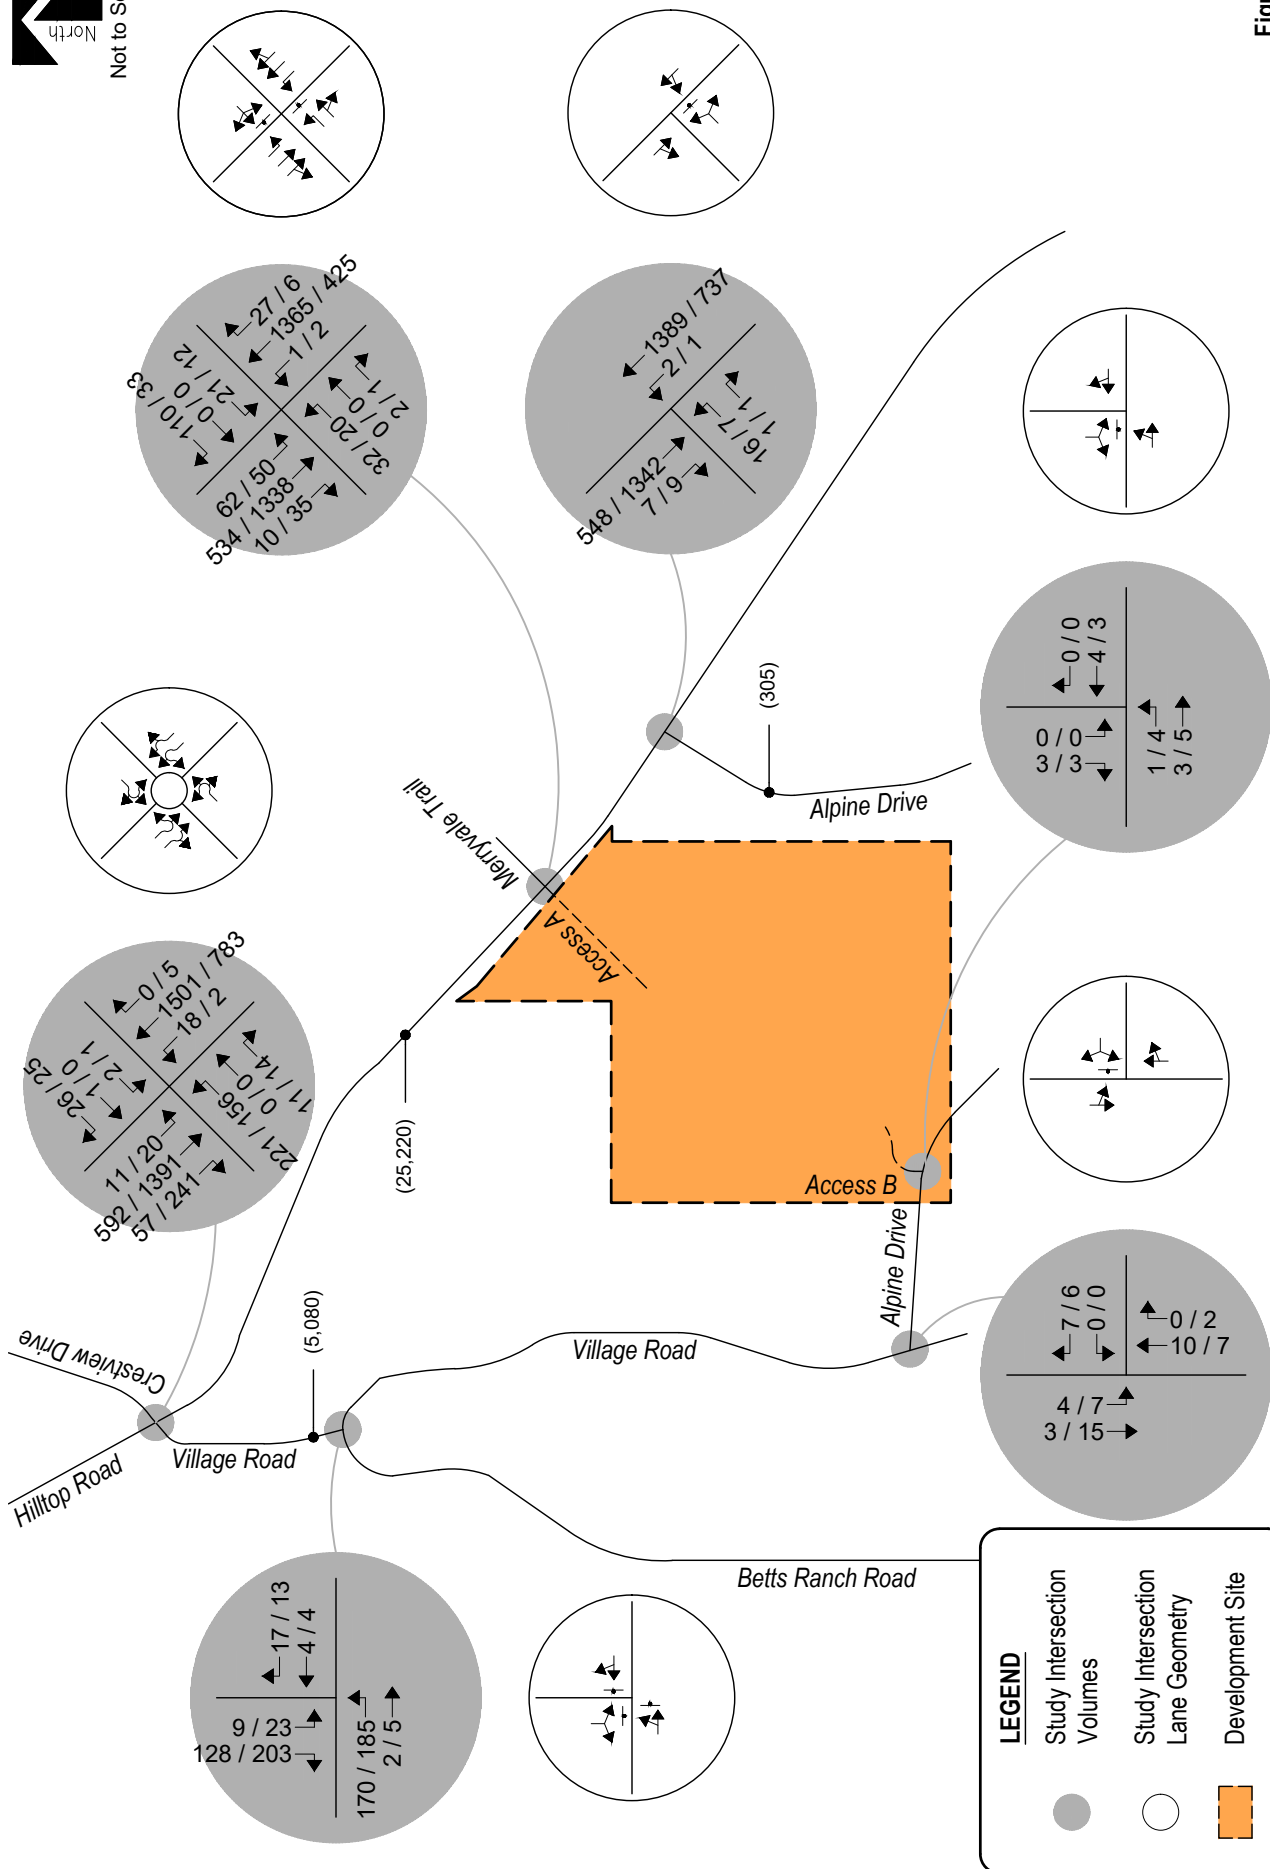 North
Not to S
Figu
27 / 6
1365 / 425
1 / 2
110 / 33
0 / 0
21 / 12
62 / 50
534 / 1338
10 / 35
32 / 20
0 / 0
2 / 1
1389 / 737
2 / 1
548 / 1342
7 / 9
16 / 7
1 / 1
0 / 5
1501 / 783
18 / 2
26 / 25
1 / 0
2 / 1
11 / 20
592 / 1391
57 / 241
221 / 156
0 / 0
11 / 14
0 / 0
4 / 3
0 / 0
3 / 3
1 / 4
3 / 5
7 / 6
0 / 0
4 / 7
3 / 15
0 / 2
10 / 7
17 / 13
4 / 4
9 / 23
128 / 203
170 / 185
2 / 5
Merryvale Trail
Access A
(305)
Alpine Drive
(25,220)
Access B
Alpine Drive
Crestview Drive
(5,080)
Village Road
Village Road
Hilltop Road
Betts Ranch Road
LEGEND
Study Intersection
Volumes
Study Intersection
Lane Geometry
Development Site